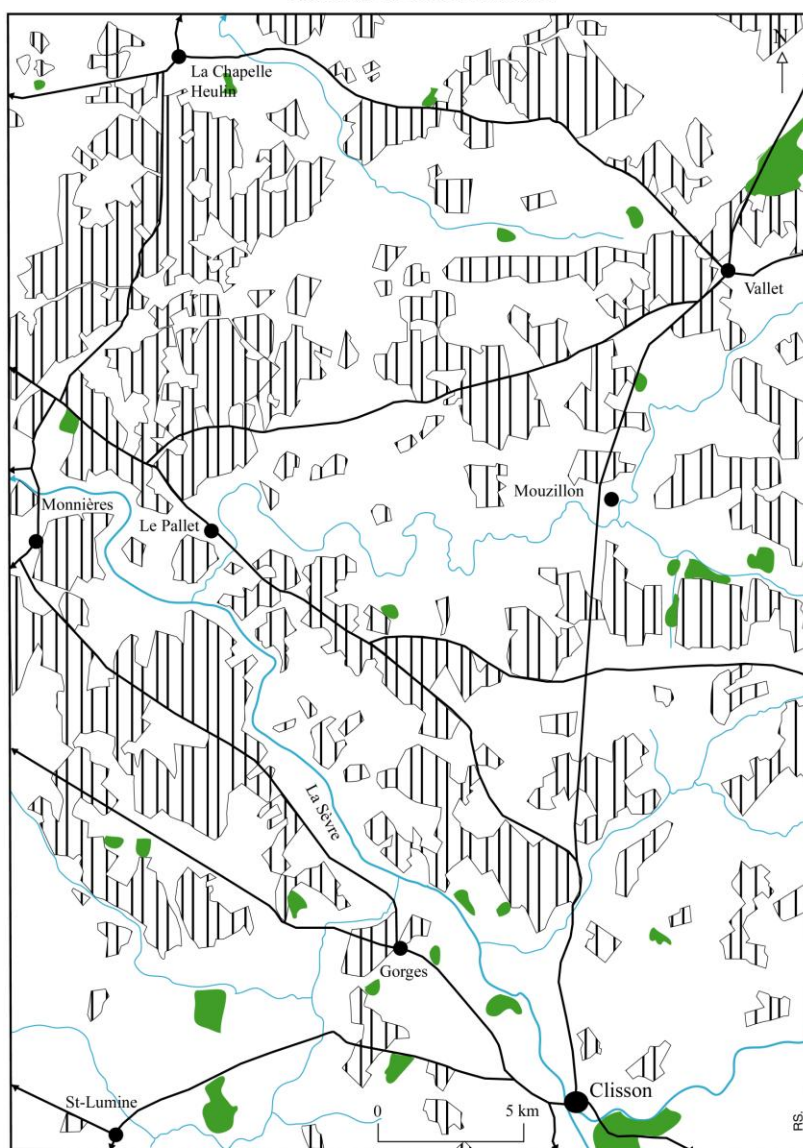 N
La Chapelle
Heulin
Vallet
Mouzillon
Monnières
Le Pallet
La Sèvre
Gorges
Clisson
St-Lumine
0 5 km
RS.